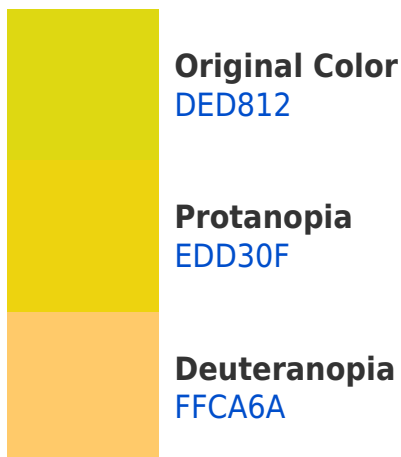 Original Color
DED812
Protanopia
EDD30F
Deuteranopia
FFCA6A